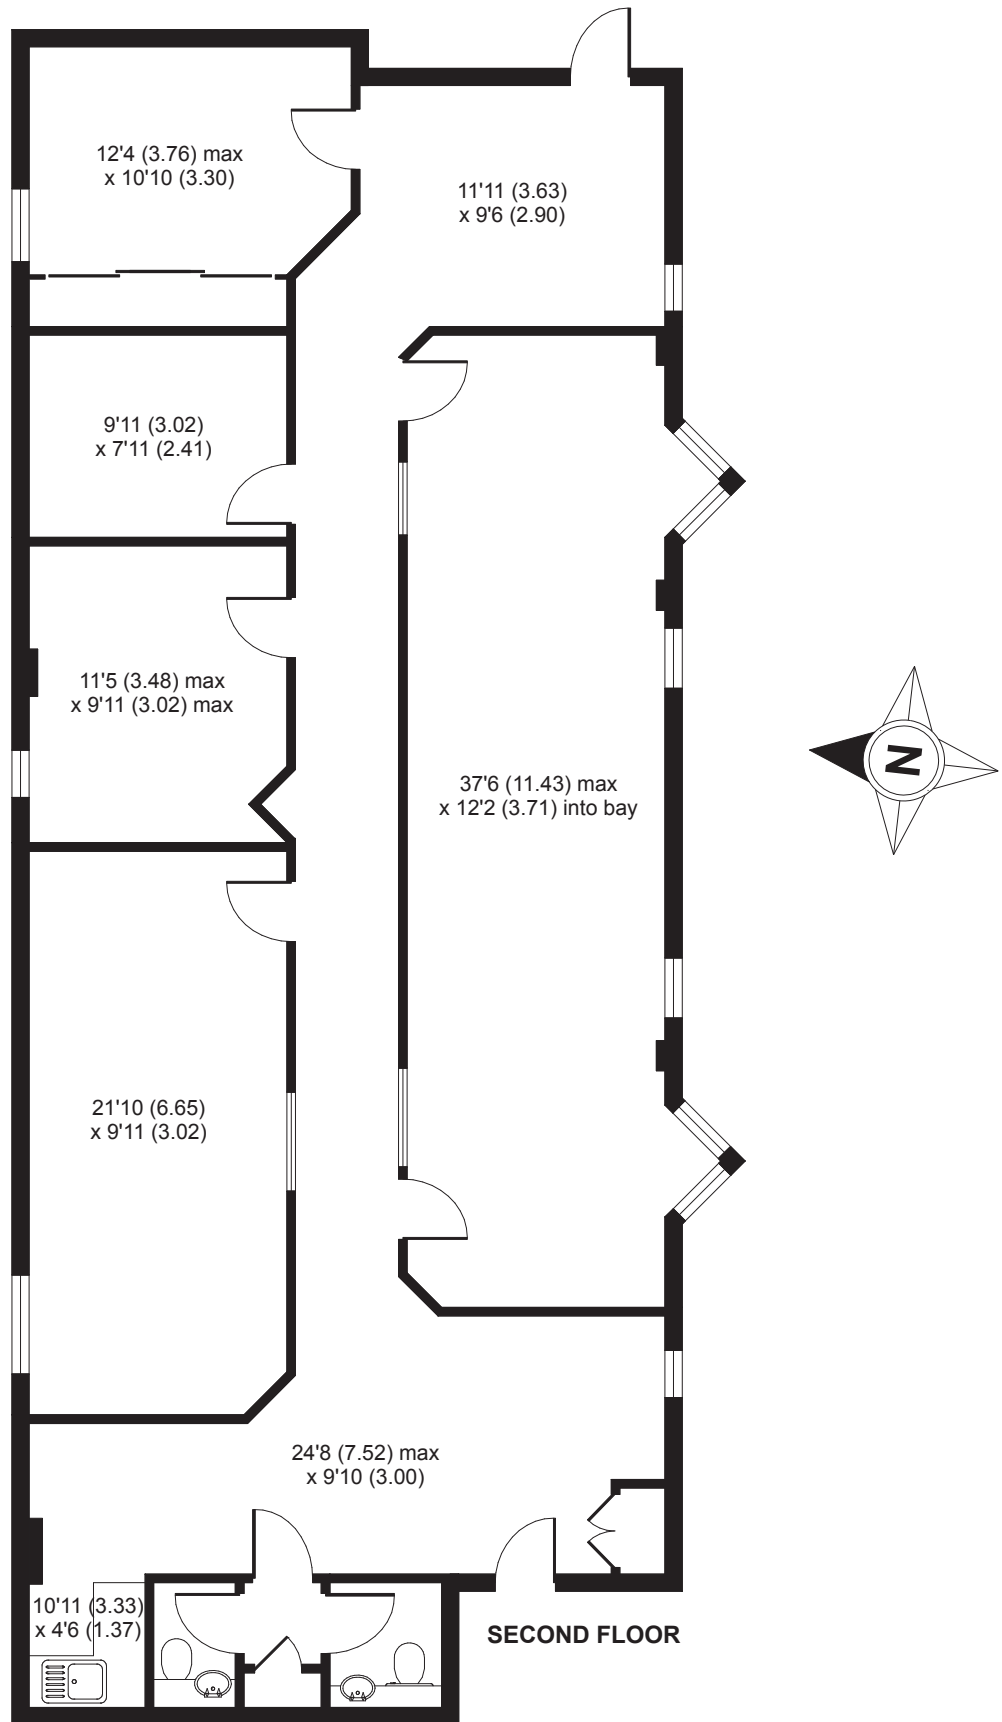 12'4 (3.76) max
x 10'10 (3.30)
11'11 (3.63)
x 9'6 (2.90)
9'11 (3.02)
x 7'11 (2.41)
11'5 (3.48) max
x 9'11 (3.02) max
37'6 (11.43) max
x 12'2 (3.71) into bay
N
21'10 (6.65)
x 9'11 (3.02)
24'8 (7.52) max
x 9'10 (3.00)
10'11 (3.33)
x 4'6 (1.37)
SECOND FLOOR